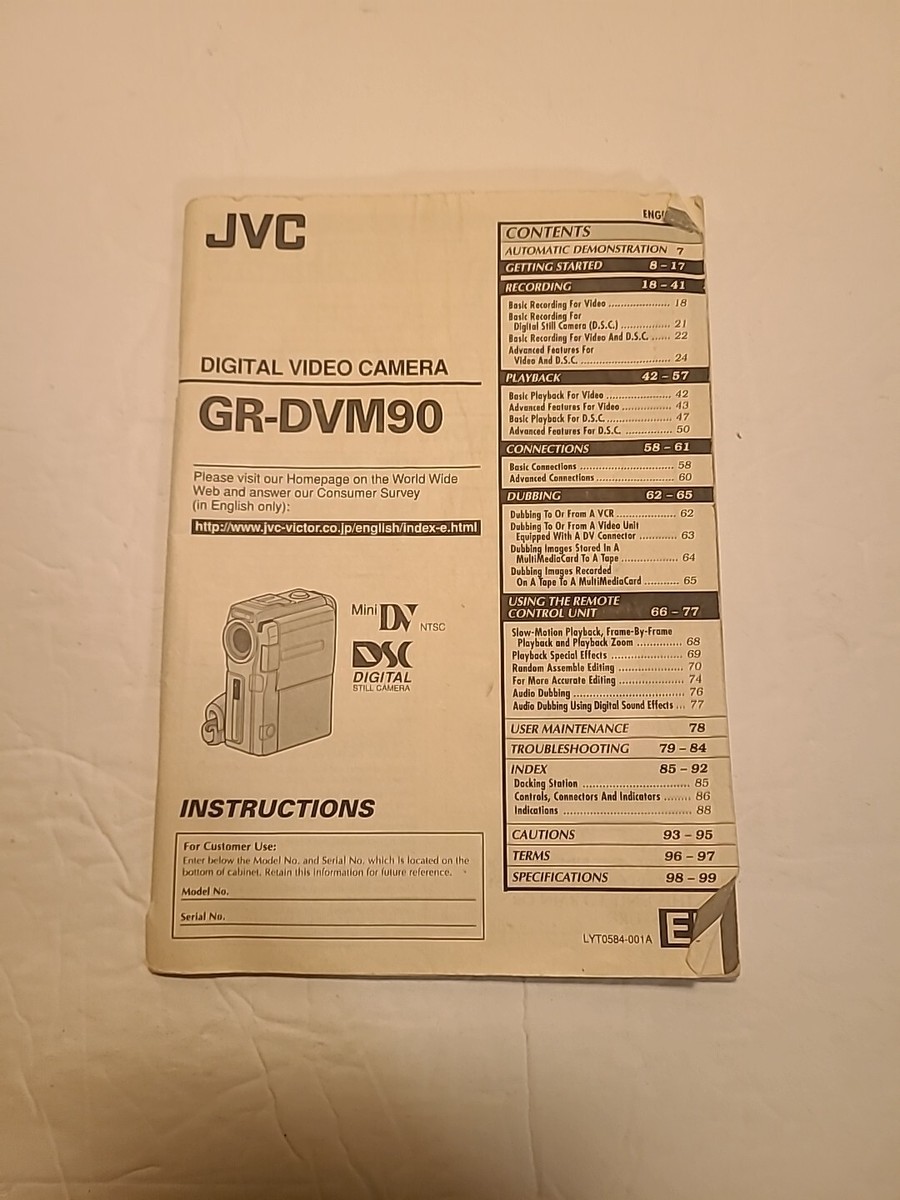 JVC
DIGITAL VIDEO CAMERA
GR-DVM90
Please visit our Homepage on the World Wide
Web and answer our Consumer Survey
(in English only):
http://www.jvc-victor.co.jp/english/index-e.html
Mini DV NTSC
DSC
DIGITAL
STILL CAMERA
INSTRUCTIONS
For Customer Use:
Enter below the Model No. and Serial No. which is located on the
bottom of cabinet. Retain this information for future reference.
Model No.
Serial No.
CONTENTS
AUTOMATIC DEMONSTRATION 7
GETTING STARTED 8 – 17
RECORDING 18 – 41
Basic Recording For Video ..................... 18
Basic Recording For
Digital Still Camera (D.S.C.) ................ 21
Basic Recording For Video And D.S.C. ...... 22
Advanced Features For
Video And D.S.C. ............................... 24
PLAYBACK 42 – 57
Basic Playback For Video ....................... 42
Advanced Features For Video ................. 43
Basic Playback For D.S.C. ...................... 47
Advanced Features For D.S.C. ................ 50
CONNECTIONS 58 – 61
Basic Connections ................................ 58
Advanced Connections .......................... 60
DUBBING 62 – 65
Dubbing To Or From A VCR ................... 62
Dubbing To Or From A Video Unit
Equipped With A DV Connector ............ 63
Dubbing Images Stored In A
MultiMediaCard To A Tape ................... 64
Dubbing Images Recorded
On A Tape To A MultiMediaCard ........... 65
USING THE REMOTE
CONTROL UNIT 66 – 77
Slow-Motion Playback, Frame-By-Frame
Playback and Playback Zoom .............. 68
Playback Special Effects ........................ 69
Random Assemble Editing ..................... 70
For More Accurate Editing ..................... 74
Audio Dubbing .................................... 76
Audio Dubbing Using Digital Sound Effects ... 77
USER MAINTENANCE 78
TROUBLESHOOTING 79 – 84
INDEX 85 – 92
Docking Station .................................... 85
Controls, Connectors And Indicators ........ 86
Indications .......................................... 88
CAUTIONS 93 – 95
TERMS 96 – 97
SPECIFICATIONS 98 – 99
LYT0584-001A